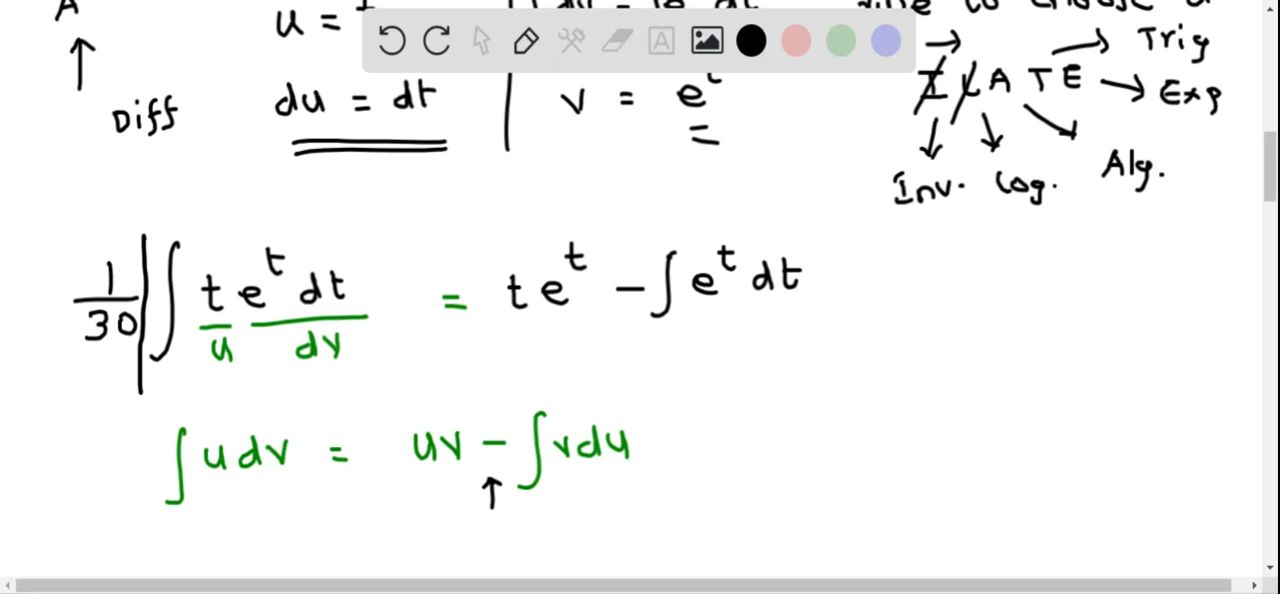 A
u =
Diff
du = dt
v = e^t
I L A T E
Trig
Exp
Inv. Log. Alg.
1/30 ∫ t e^t dt = t e^t - ∫ e^t dt
u dv
∫ u dv = uv - ∫ v du